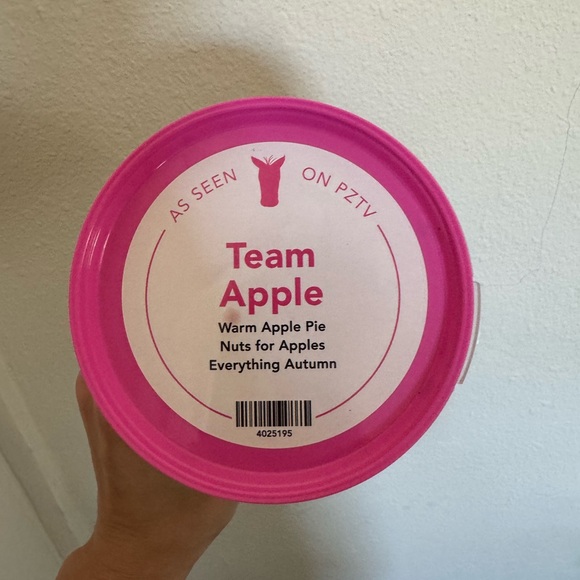 AS SEEN ON PZTV
Team
Apple
Warm Apple Pie
Nuts for Apples
Everything Autumn
4025195